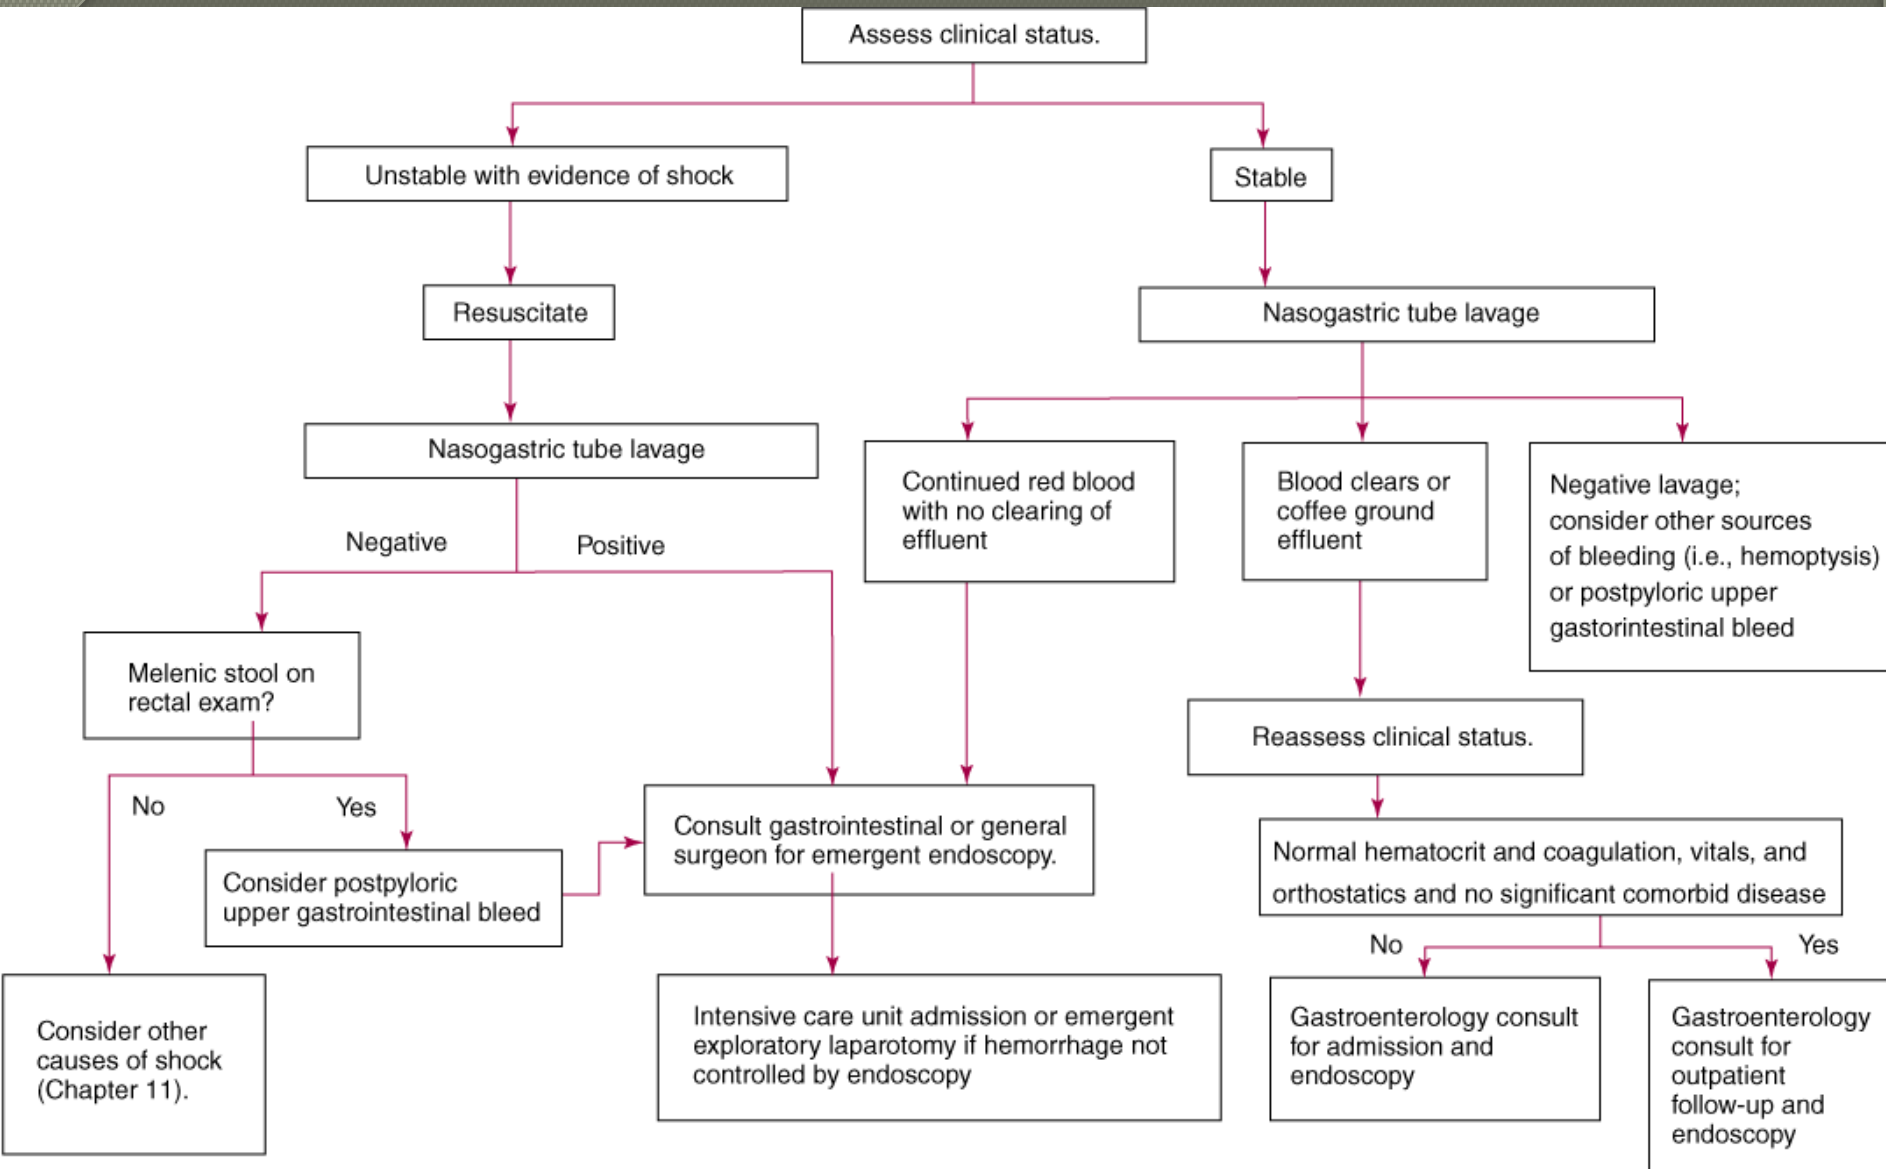 Assess clinical status.
Unstable with evidence of shock
Stable
Resuscitate
Nasogastric tube lavage
Nasogastric tube lavage
Negative
Positive
Continued red blood
with no clearing of
effluent
Blood clears or
coffee ground
effluent
Negative lavage;
consider other sources
of bleeding (i.e., hemoptysis)
or postpyloric upper
gastorintestinal bleed
Melenic stool on
rectal exam?
Reassess clinical status.
No
Yes
Consider postpyloric
upper gastrointestinal bleed
Consult gastrointestinal or general
surgeon for emergent endoscopy.
Normal hematocrit and coagulation, vitals, and
orthostatics and no significant comorbid disease
No
Yes
Consider other
causes of shock
(Chapter 11).
Intensive care unit admission or emergent
exploratory laparotomy if hemorrhage not
controlled by endoscopy
Gastroenterology consult
for admission and
endoscopy
Gastroenterology
consult for
outpatient
follow-up and
endoscopy